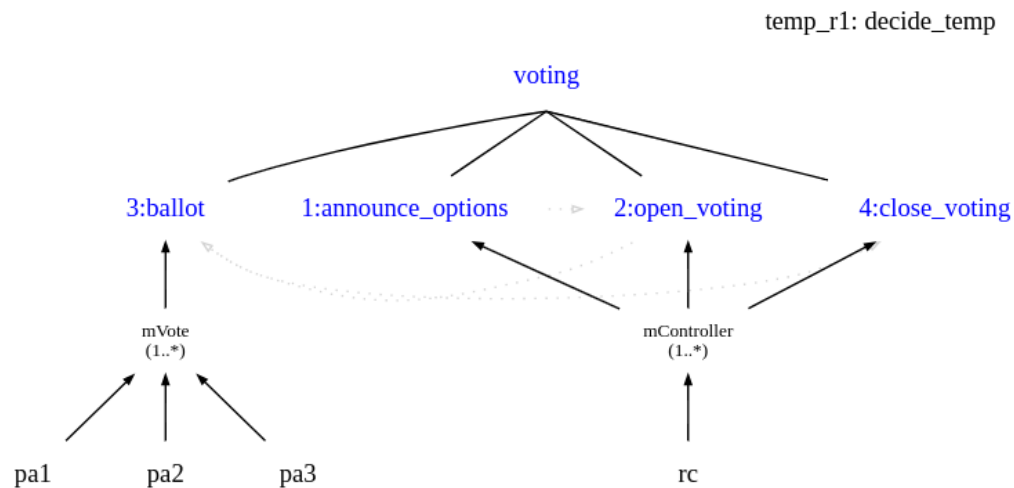 temp_r1: decide_temp
voting
3:ballot
1:announce_options
2:open_voting
4:close_voting
mVote
(1..*)
mController
(1..*)
pa1
pa2
pa3
rc